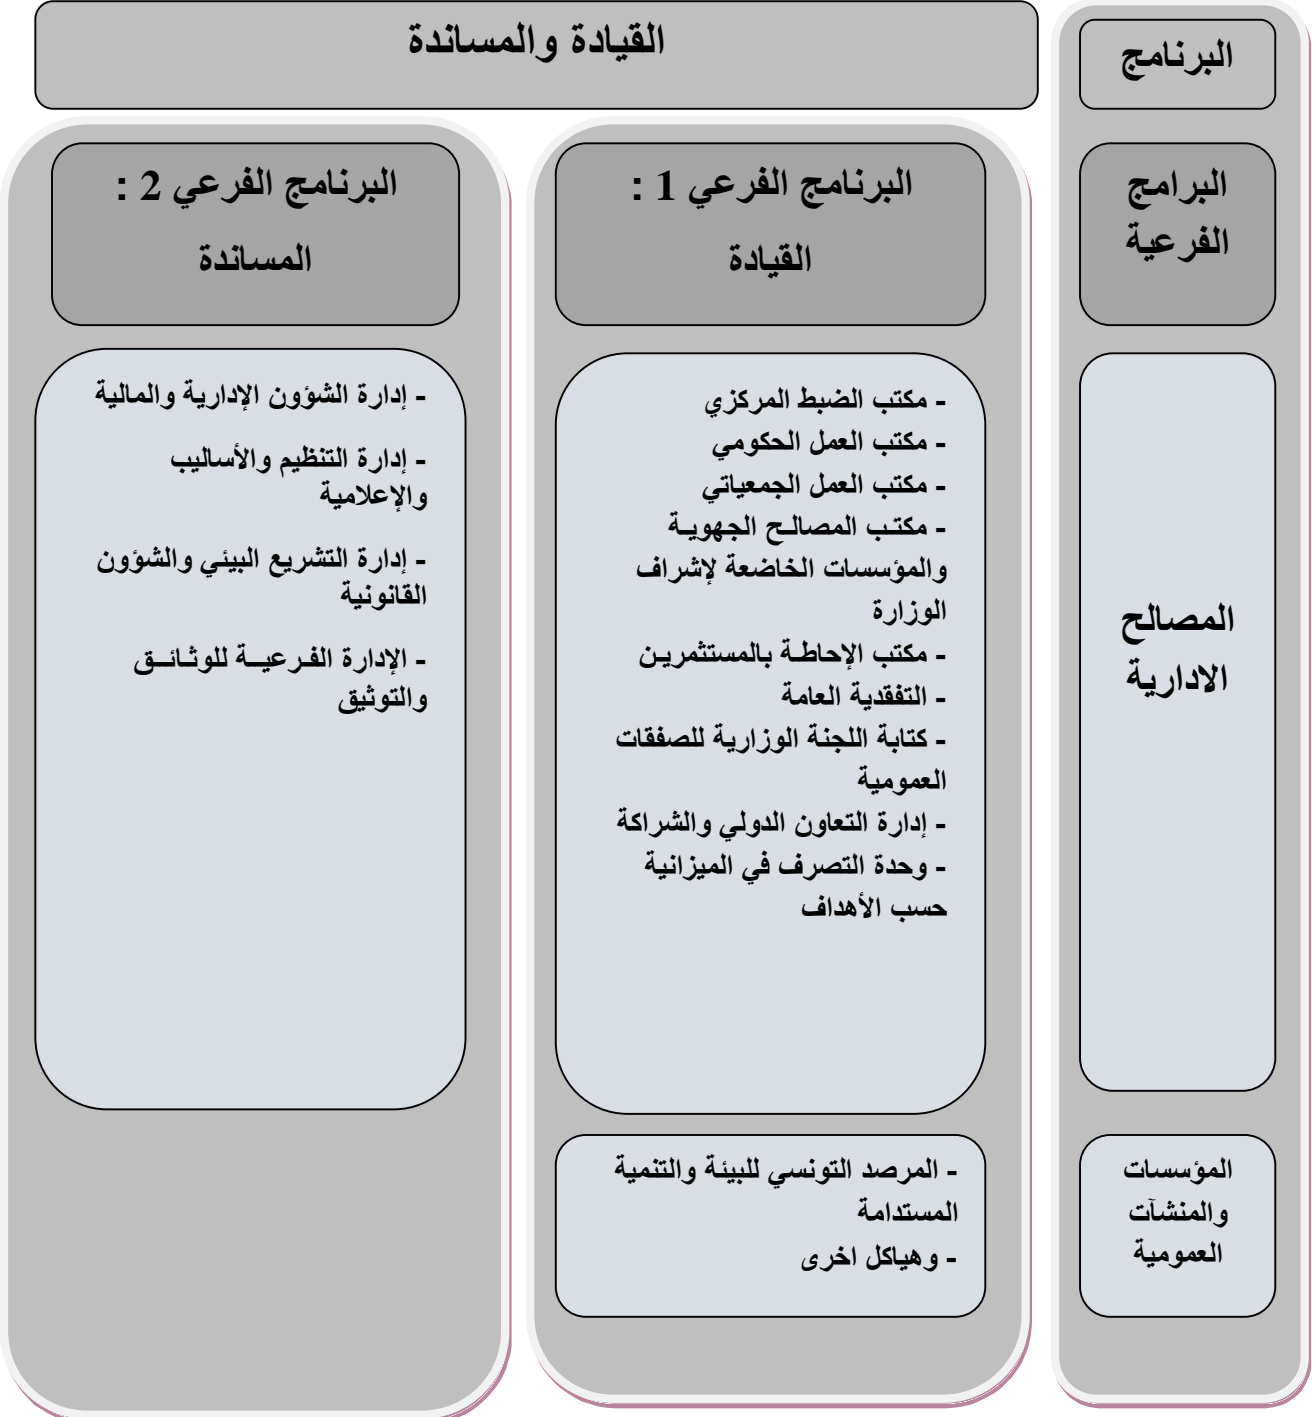 البرنامج
القيادة والمساندة
البرامج
الفرعية
البرنامج الفرعي 1 :
القيادة
البرنامج الفرعي 2 :
المساندة
المصالح
الادارية
- مكتب الضبط المركزي
- مكتب العمل الحكومي
- مكتب العمل الجمعياتي
- مكتب المصالح الجهوية
والمؤسسات الخاضعة لإشراف
الوزارة
- مكتب الإحاطة بالمستثمرين
- التفقدية العامة
- كتابة اللجنة الوزارية للصفقات
العمومية
- إدارة التعاون الدولي والشراكة
- وحدة التصرف في الميزانية
حسب الأهداف
- إدارة الشؤون الإدارية والمالية
- إدارة التنظيم والأساليب
والإعلامية
- إدارة التشريع البيئي والشؤون
القانونية
- الإدارة الفرعية للوثائق
والتوثيق
المؤسسات
والمنشآت
العمومية
- المرصد التونسي للبيئة والتنمية
المستدامة
- وهياكل اخرى